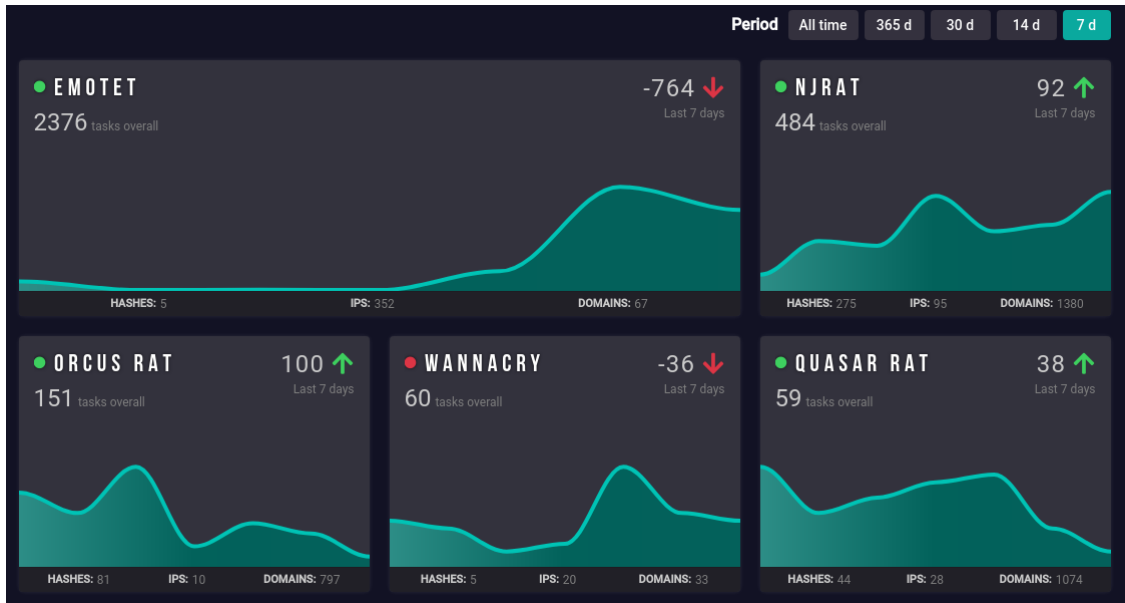 Period All time 365 d 30 d 14 d 7 d
EMOTET
-764
2376 tasks overall
Last 7 days
HASHES: 5 IPS: 352 DOMAINS: 67
NJRAT
92
484 tasks overall
Last 7 days
HASHES: 275 IPS: 95 DOMAINS: 1380
ORCUS RAT
100
151 tasks overall
Last 7 days
HASHES: 81 IPS: 10 DOMAINS: 797
WANNACRY
-36
60 tasks overall
Last 7 days
HASHES: 5 IPS: 20 DOMAINS: 33
QUASAR RAT
38
59 tasks overall
Last 7 days
HASHES: 44 IPS: 28 DOMAINS: 1074